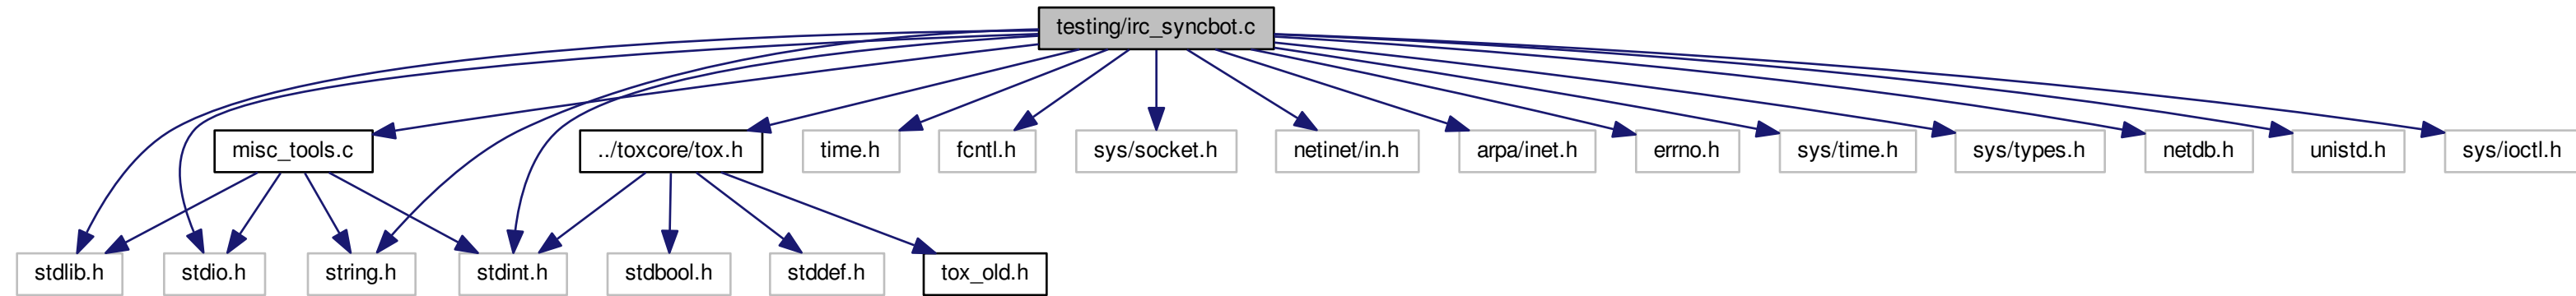 testing/irc_syncbot.c
misc_tools.c
../toxcore/tox.h
time.h
fcntl.h
sys/socket.h
netinet/in.h
arpa/inet.h
errno.h
sys/time.h
sys/types.h
netdb.h
unistd.h
sys/ioctl.h
stdlib.h
stdio.h
string.h
stdint.h
stdbool.h
stddef.h
tox_old.h